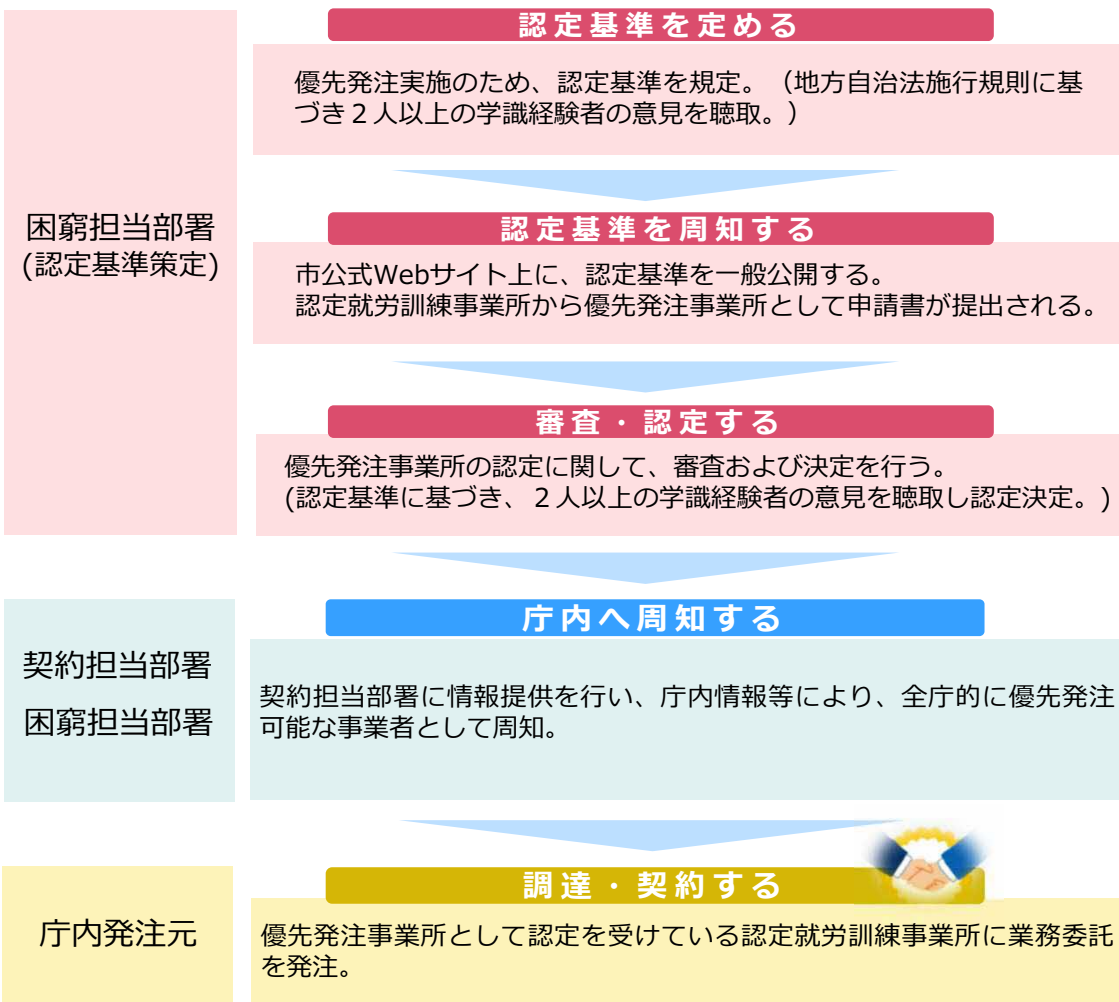 認定基準を定める
優先発注実施のため、認定基準を規定。（地方自治法施行規則に基
づき２人以上の学識経験者の意見を聴取。）
困窮担当部署
(認定基準策定)
認定基準を周知する
市公式Webサイト上に、認定基準を一般公開する。
認定就労訓練事業所から優先発注事業所として申請書が提出される。
審査・認定する
優先発注事業所の認定に関して、審査および決定を行う。
(認定基準に基づき、２人以上の学識経験者の意見を聴取し認定決定。)
契約担当部署
困窮担当部署
庁内へ周知する
契約担当部署に情報提供を行い、庁内情報等により、全庁的に優先発注
可能な事業者として周知。
庁内発注元
調達・契約する
優先発注事業所として認定を受けている認定就労訓練事業所に業務委託
を発注。